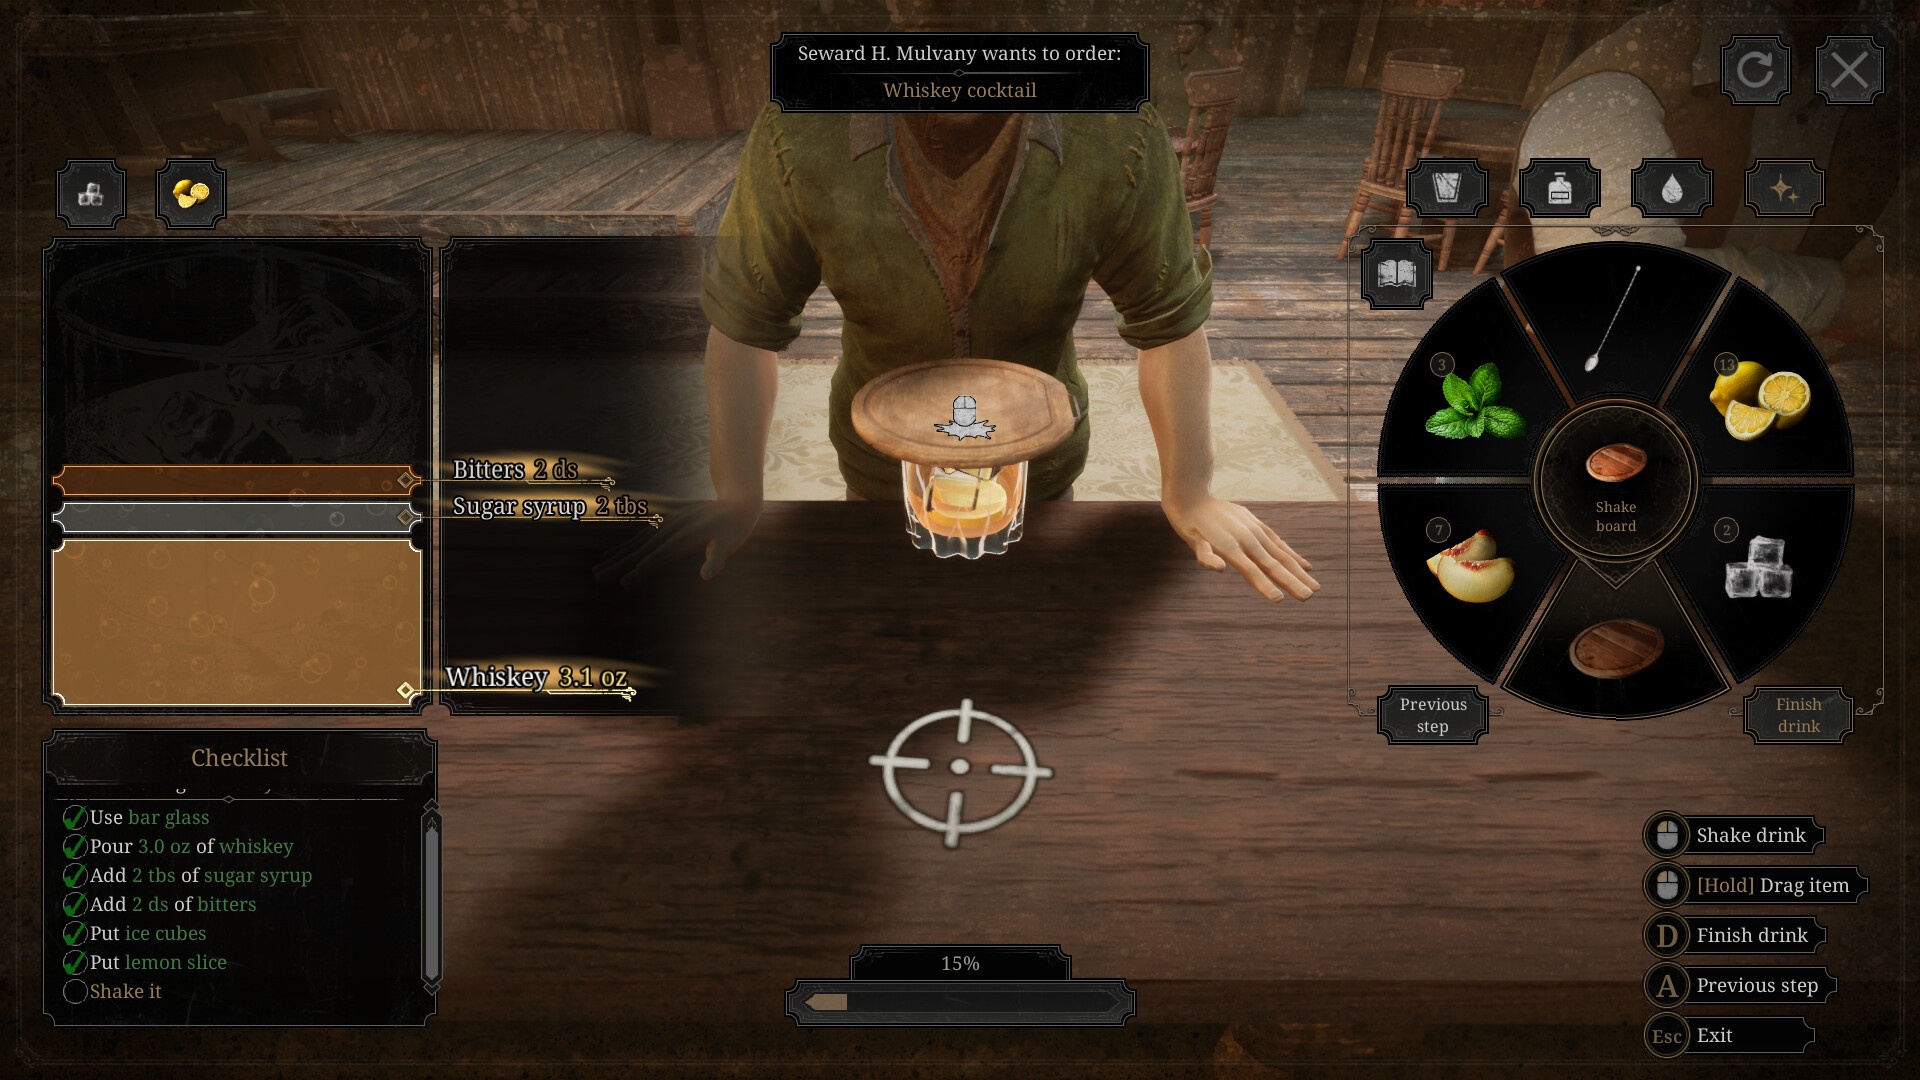 Seward H. Mulvany wants to order:
Whiskey cocktail
3
13
7
2
Shake
board
Previous
step
Finish
drink
Bitters 2 ds
Sugar syrup 2 tbs
Whiskey 3.1 oz
Checklist
Use bar glass
Pour 3.0 oz of whiskey
Add 2 tbs of sugar syrup
Add 2 ds of bitters
Put ice cubes
Put lemon slice
Shake it
15%
Shake drink
[Hold] Drag item
D Finish drink
A Previous step
Esc Exit